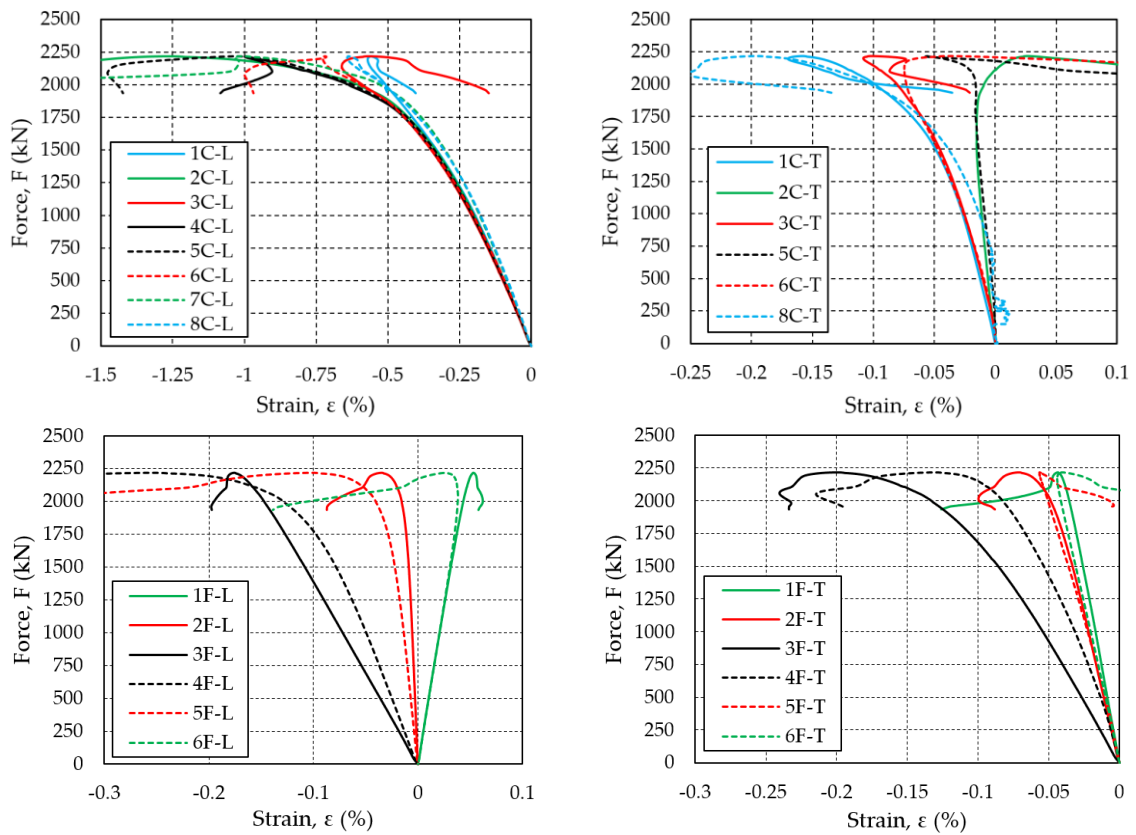 2500
2250
2000
1750
1500
1250
1000
750
500
250
0
Force, F (kN)
1C-L
2C-L
3C-L
4C-L
5C-L
6C-L
7C-L
8C-L
-1.5 -1.25 -1 -0.75 -0.5 -0.25 0
Strain, ε (%)
2500
2250
2000
1750
1500
1250
1000
750
500
250
0
Force, F (kN)
1C-T
2C-T
3C-T
5C-T
6C-T
8C-T
-0.25 -0.2 -0.15 -0.1 -0.05 0 0.05 0.1
Strain, ε (%)
2500
2250
2000
1750
1500
1250
1000
750
500
250
0
Force, F (kN)
1F-L
2F-L
3F-L
4F-L
5F-L
6F-L
-0.3 -0.2 -0.1 0 0.1
Strain, ε (%)
2500
2250
2000
1750
1500
1250
1000
750
500
250
0
Force, F (kN)
1F-T
2F-T
3F-T
4F-T
5F-T
6F-T
-0.3 -0.25 -0.2 -0.15 -0.1 -0.05 0
Strain, ε (%)